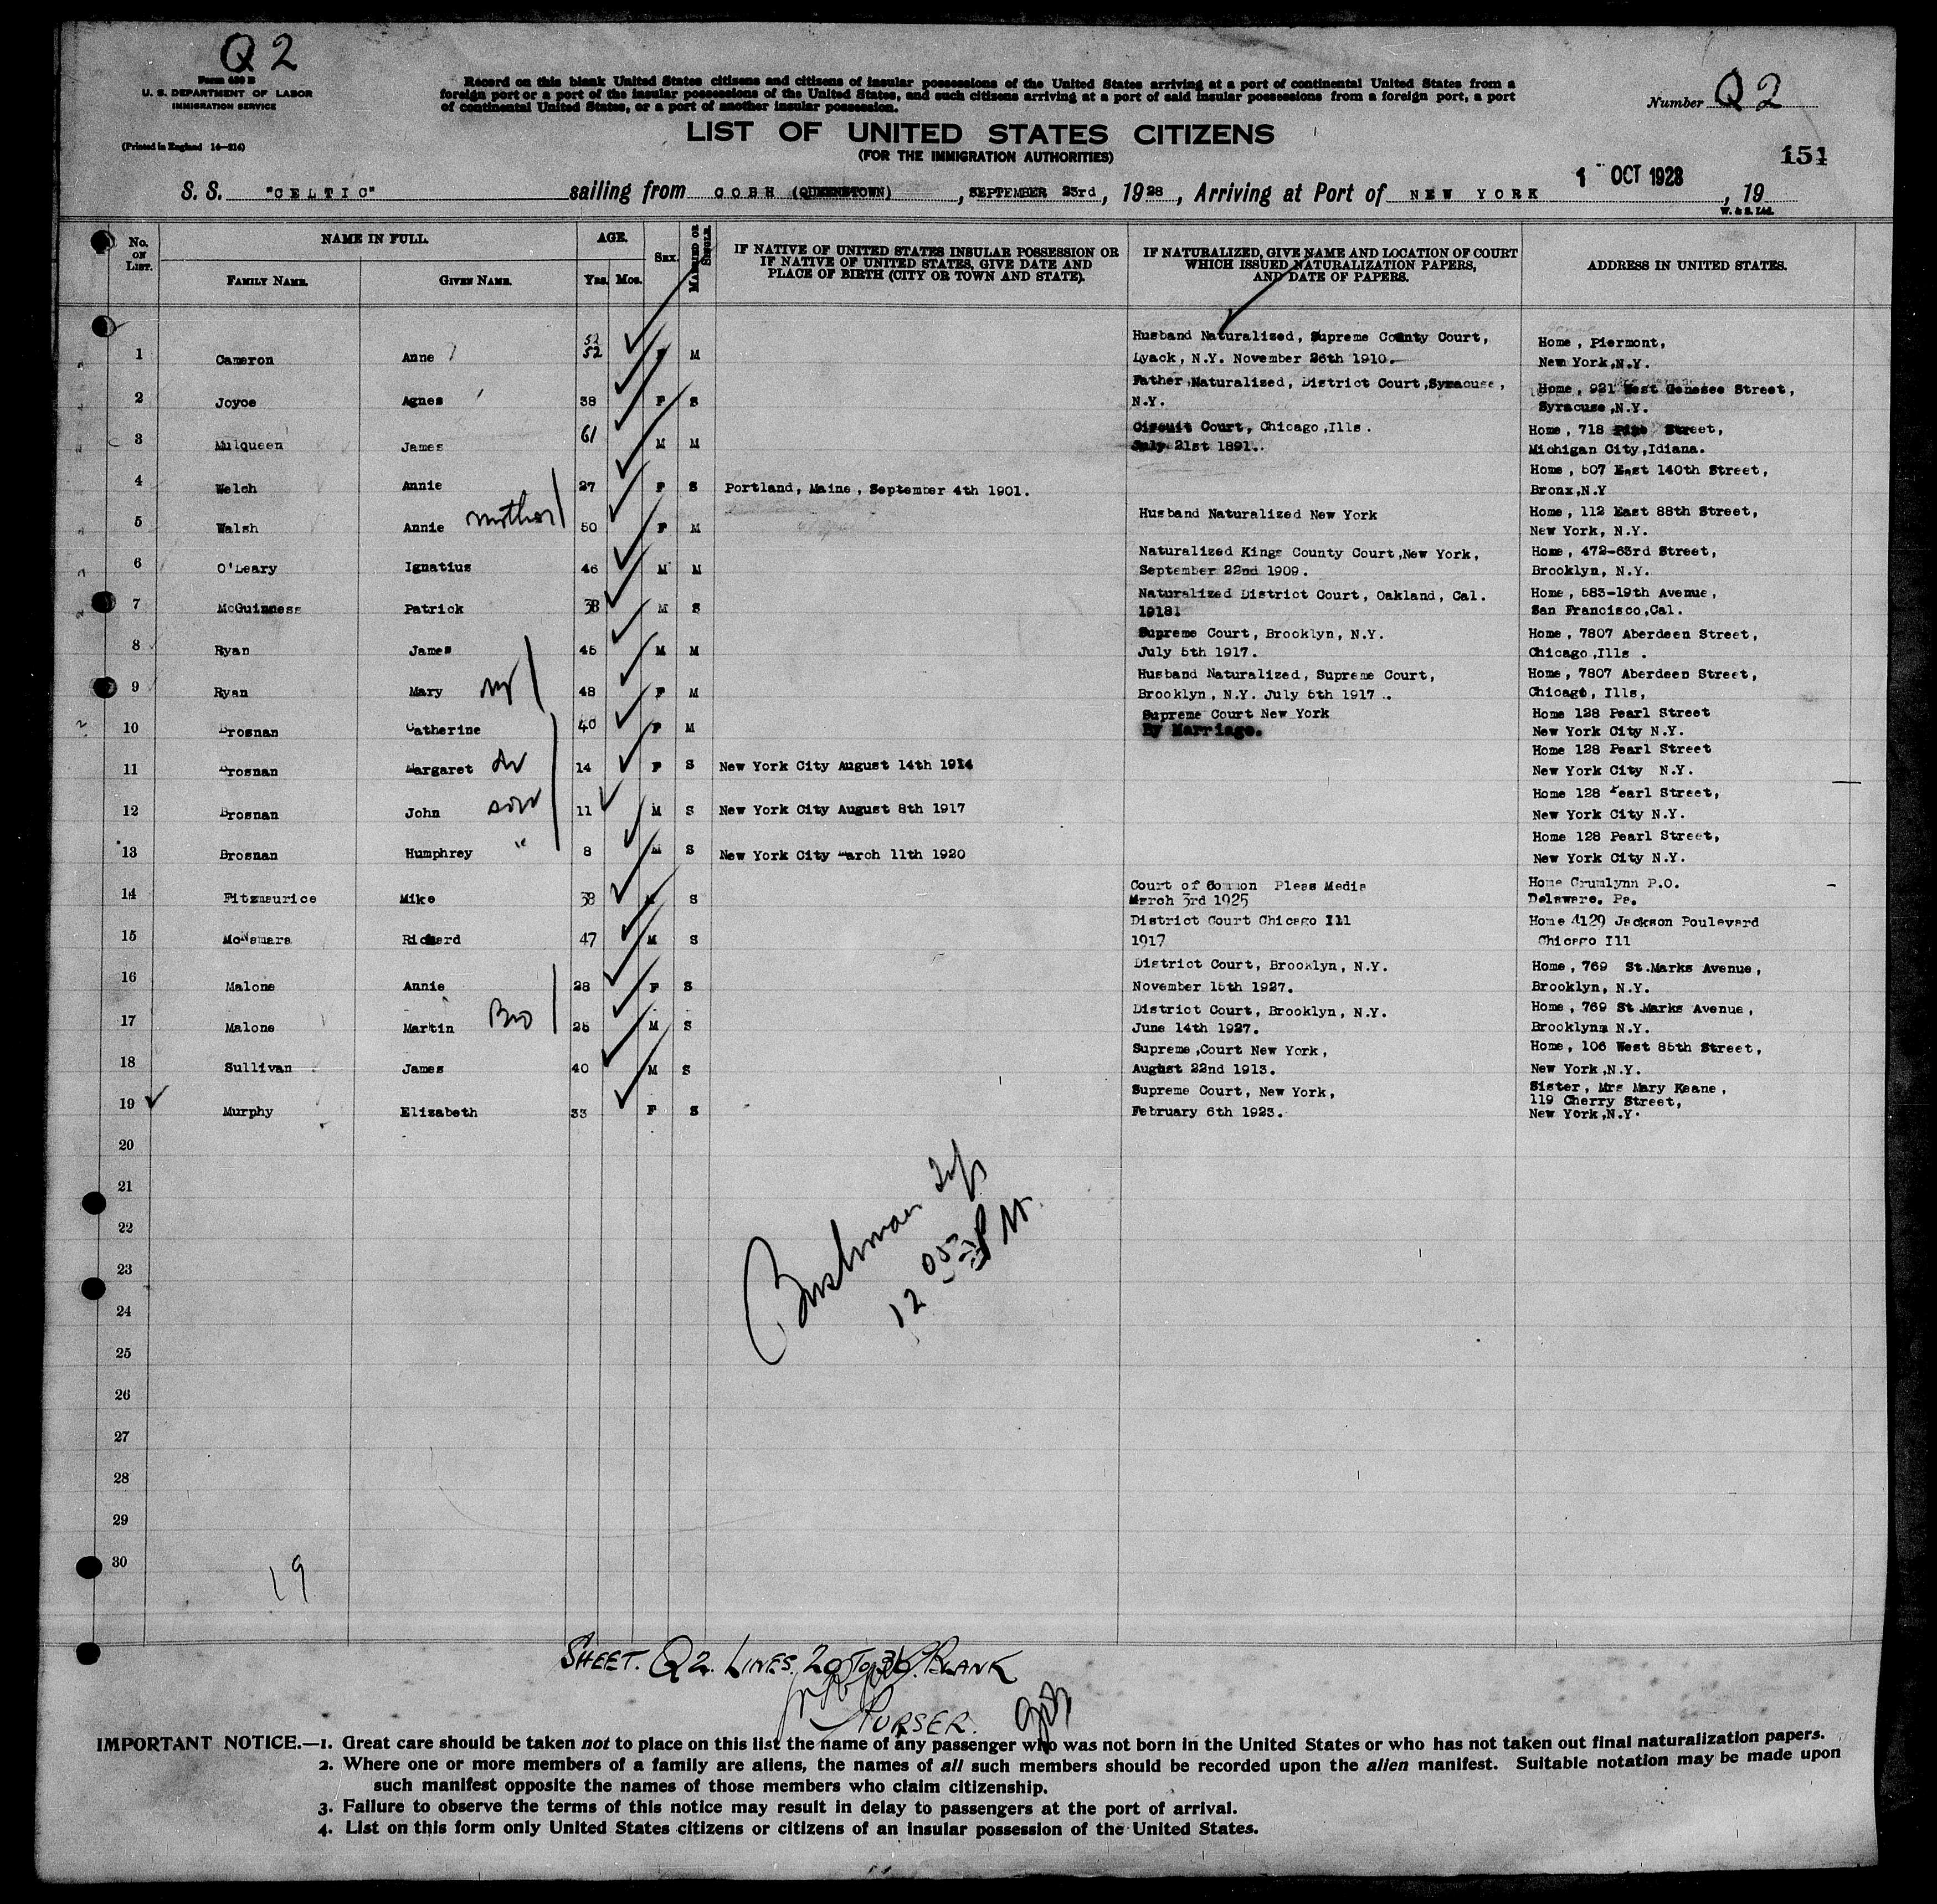 Q 2
Form 630 B
U. S. DEPARTMENT OF LABOR
IMMIGRATION SERVICE
(Printed in England 14—214)
Record on this blank United States citizens and citizens of insular possessions of the United States arriving at a port of continental United States from a
foreign port or a port of the insular possessions of the United States, and such citizens arriving at a port of said insular possessions from a foreign port, a port
of continental United States, or a port of another insular possession.
Number Q 2
LIST OF UNITED STATES CITIZENS
(FOR THE IMMIGRATION AUTHORITIES)
151
S. S. "CELTIC" sailing from COBH (QUEENSTOWN), SEPTEMBER 23rd, 1928, Arriving at Port of NEW YORK 1 OCT 1928, 19
W. & S. Ltd.
No. ON LIST. NAME IN FULL. AGE. SEX. MARRIED OR SINGLE. IF NATIVE OF UNITED STATES INSULAR POSSESSION OR IF NATIVE OF UNITED STATES, GIVE DATE AND PLACE OF BIRTH (CITY OR TOWN AND STATE). IF NATURALIZED, GIVE NAME AND LOCATION OF COURT WHICH ISSUED NATURALIZATION PAPERS, AND DATE OF PAPERS. ADDRESS IN UNITED STATES.
FAMILY NAME. GIVEN NAME. Yrs. Mos.
1 Cameron Anne 52 52 F M Husband Naturalized, Supreme County Court, Lyack, N.Y. November 26th 1910. Home, Piermont, New York,N.Y.
2 Joyce Agnes 38 F S Father Naturalized, District Court,Syracuse, N.Y. Home, 921 West Genesee Street, Syracuse,N.Y.
3 Mulqueen James 61 M M Circuit Court, Chicago,Ills. July 21st 1891. Home, 718 Pine Street, Michigan City,Idiana.
4 Welch Annie 27 F S Portland, Maine, September 4th 1901. Home, 507 East 140th Street, Bronx,N.Y
5 Walsh Annie mother 50 F M Husband Naturalized New York Home, 112 East 88th Street, New York, N.Y.
6 O'Leary Ignatius 46 M M Naturalized Kings County Court,New York, September 22nd 1909. Home, 472-63rd Street, Brooklyn, N.Y.
7 McGuinness Patrick 38 M S Naturalized District Court, Oakland, Cal. 1918 Home, 583-19th Avenue, San Francisco,Cal.
8 Ryan James 45 M M Supreme Court, Brooklyn, N.Y. July 5th 1917. Home, 7807 Aberdeen Street, Chicago,Ills .
9 Ryan Mary 48 F M Husband Naturalized, Supreme Court, Brooklyn, N.Y. July 5th 1917 .. Home, 7807 Aberdeen Street, Chicago, Ills,
10 Brosnan Catherine 40 F M Supreme Court New York By Marriage. Home 128 Pearl Street New York City N.Y.
11 Brosnan Margaret 14 F S New York City August 14th 1914 Home 128 Pearl Street New York City N.Y.
12 Brosnan John son 11 M S New York City August 8th 1917 Home 128 Pearl Street, New York City N.Y.
13 Brosnan Humphrey " 8 M S New York City March 11th 1920 Home 128 Pearl Street, New York City N.Y.
14 Fitzmaurice Mike 38 M S Court of Common Pleas Media March 3rd 1925 Home Crumlynn P.O. Delaware. Pa.
15 McNamara Richard 47 M S District Court Chicago Ill 1917 Home 4129 Jackson Boulevard Chicago Ill
16 Malone Annie 28 F S District Court, Brooklyn, N.Y. November 15th 1927. Home, 769 St.Marks Avenue, Brooklyn, N.Y.
17 Malone Martin Bro 25 M S District Court, Brooklyn, N.Y. June 14th 1927. Home, 769 St Marks Avenue, Brooklyn N.Y.
18 Sullivan James 40 M S Supreme,Court New York, August 22nd 1913. Home, 106 West 85th Street, New York,N.Y.
19 Murphy Elizabeth 33 F S Supreme Court, New York, February 6th 1923. Sister, Mrs Mary Keane, 119 Cherry Street, New York,N.Y.
20
21
22
23
24
25
26
27
28
29
30
Bushman
12 05 P M.
19
SHEET. Q2. LINES. 20 TO 30. BLANK
PURSER.
IMPORTANT NOTICE.—1. Great care should be taken not to place on this list the name of any passenger who was not born in the United States or who has not taken out final naturalization papers.
2. Where one or more members of a family are aliens, the names of all such members should be recorded upon the alien manifest. Suitable notation may be made upon
such manifest opposite the names of those members who claim citizenship.
3. Failure to observe the terms of this notice may result in delay to passengers at the port of arrival.
4. List on this form only United States citizens or citizens of an insular possession of the United States.